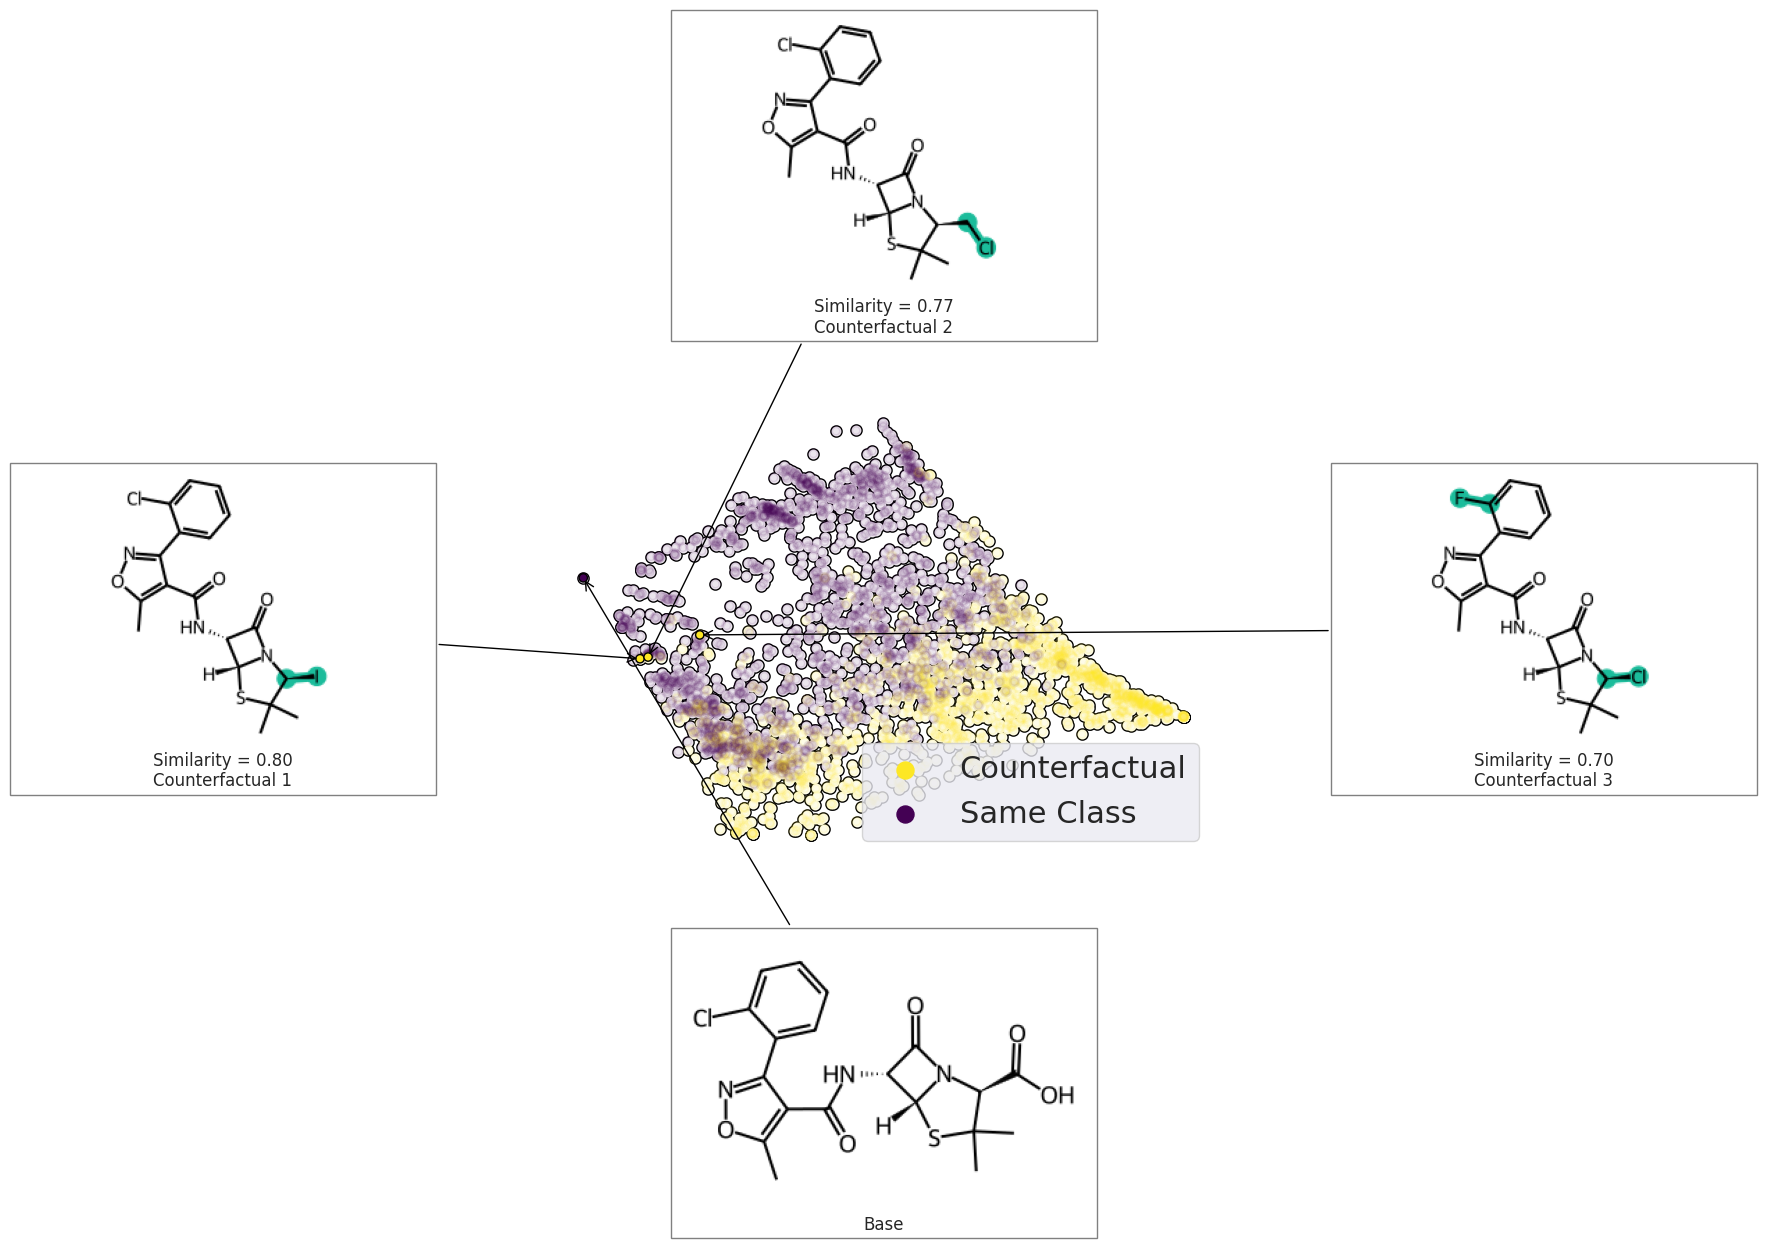 Cl
N
O
O
HN
O
N
H
S
Cl
Similarity = 0.77
Counterfactual 2
Cl
N
O
O
HN
O
N
H
S
I
Similarity = 0.80
Counterfactual 1
F
N
O
O
HN
O
N
H
S
Cl
Similarity = 0.70
Counterfactual 3
Counterfactual
Same Class
Cl
N
O
HN
O
O
N
O
OH
H
S
Base